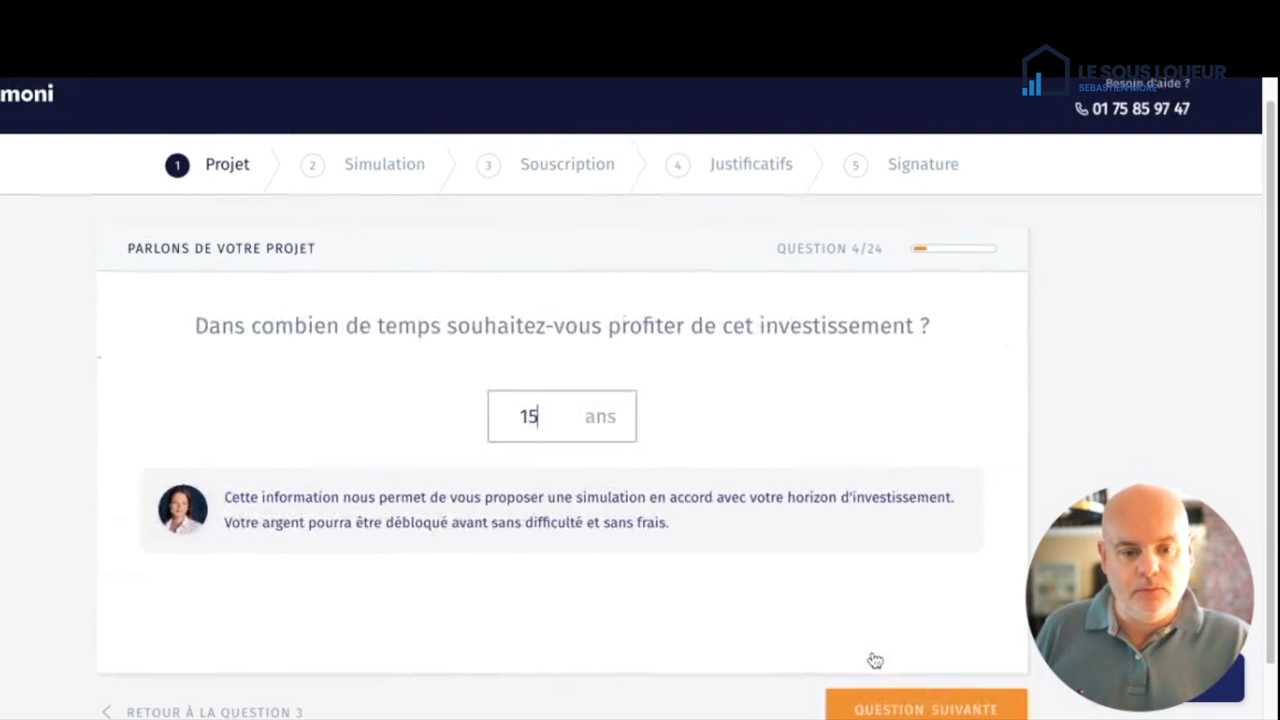 moni
LE SOUS LOUEUR
SEBASTIEN MORE
Besoin d'aide ?
01 75 85 97 47
1 Projet 2 Simulation 3 Souscription 4 Justificatifs 5 Signature
PARLONS DE VOTRE PROJET QUESTION 4/24
Dans combien de temps souhaitez-vous profiter de cet investissement ?
15 ans
Cette information nous permet de vous proposer une simulation en accord avec votre horizon d'investissement.
Votre argent pourra être débloqué avant sans difficulté et sans frais.
RETOUR À LA QUESTION 3 QUESTION SUIVANTE